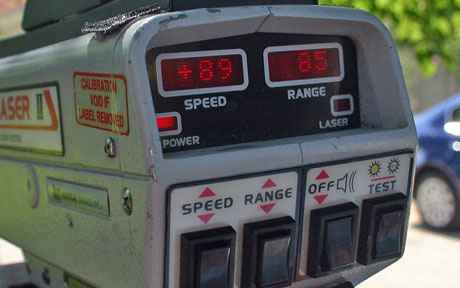 CALIBRATION
VOID IF
LABEL REMOVED
LASER II
+89
85
SPEED
RANGE
POWER
LASER
SPEED
RANGE
OFF
TEST